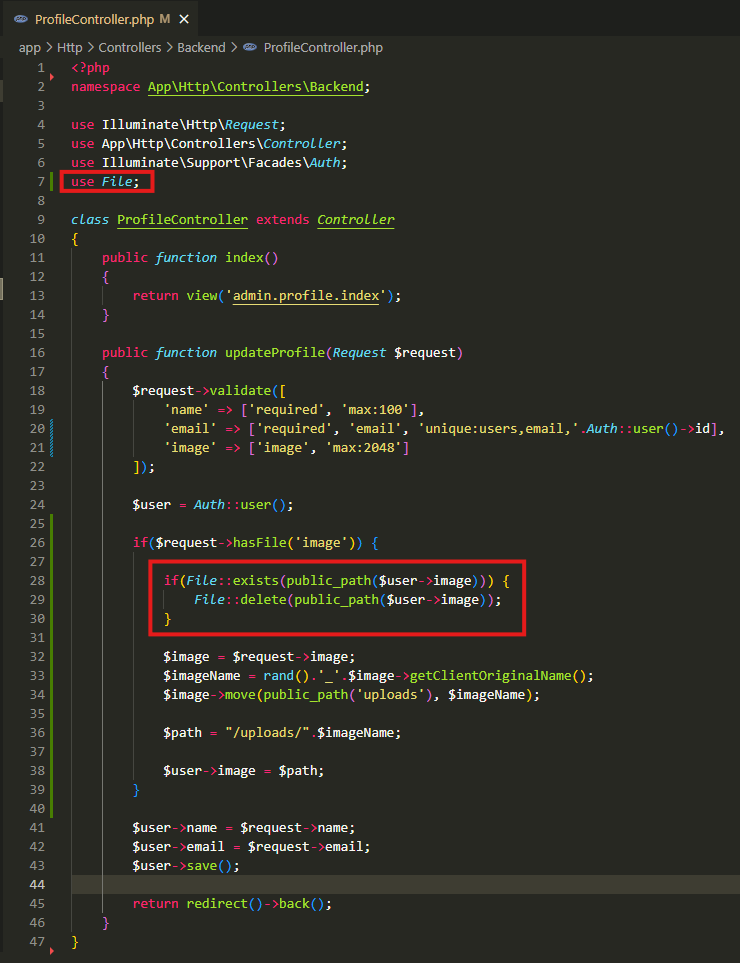 ProfileController.php M ×
app > Http > Controllers > Backend > ProfileController.php
1 <?php
2 namespace App\Http\Controllers\Backend;
3
4 use Illuminate\Http\Request;
5 use App\Http\Controllers\Controller;
6 use Illuminate\Support\Facades\Auth;
7 use File;
8
9 class ProfileController extends Controller
10 {
11     public function index()
12     {
13         return view('admin.profile.index');
14     }
15
16     public function updateProfile(Request $request)
17     {
18         $request->validate([
19             'name' => ['required', 'max:100'],
20             'email' => ['required', 'email', 'unique:users,email,'.Auth::user()->id],
21             'image' => ['image', 'max:2048']
22         ]);
23
24         $user = Auth::user();
25
26         if($request->hasFile('image')) {
27
28             if(File::exists(public_path($user->image))) {
29                 File::delete(public_path($user->image));
30             }
31
32             $image = $request->image;
33             $imageName = rand().'_'.$image->getClientOriginalName();
34             $image->move(public_path('uploads'), $imageName);
35
36             $path = "/uploads/".$imageName;
37
38             $user->image = $path;
39         }
40
41         $user->name = $request->name;
42         $user->email = $request->email;
43         $user->save();
44
45         return redirect()->back();
46     }
47 }